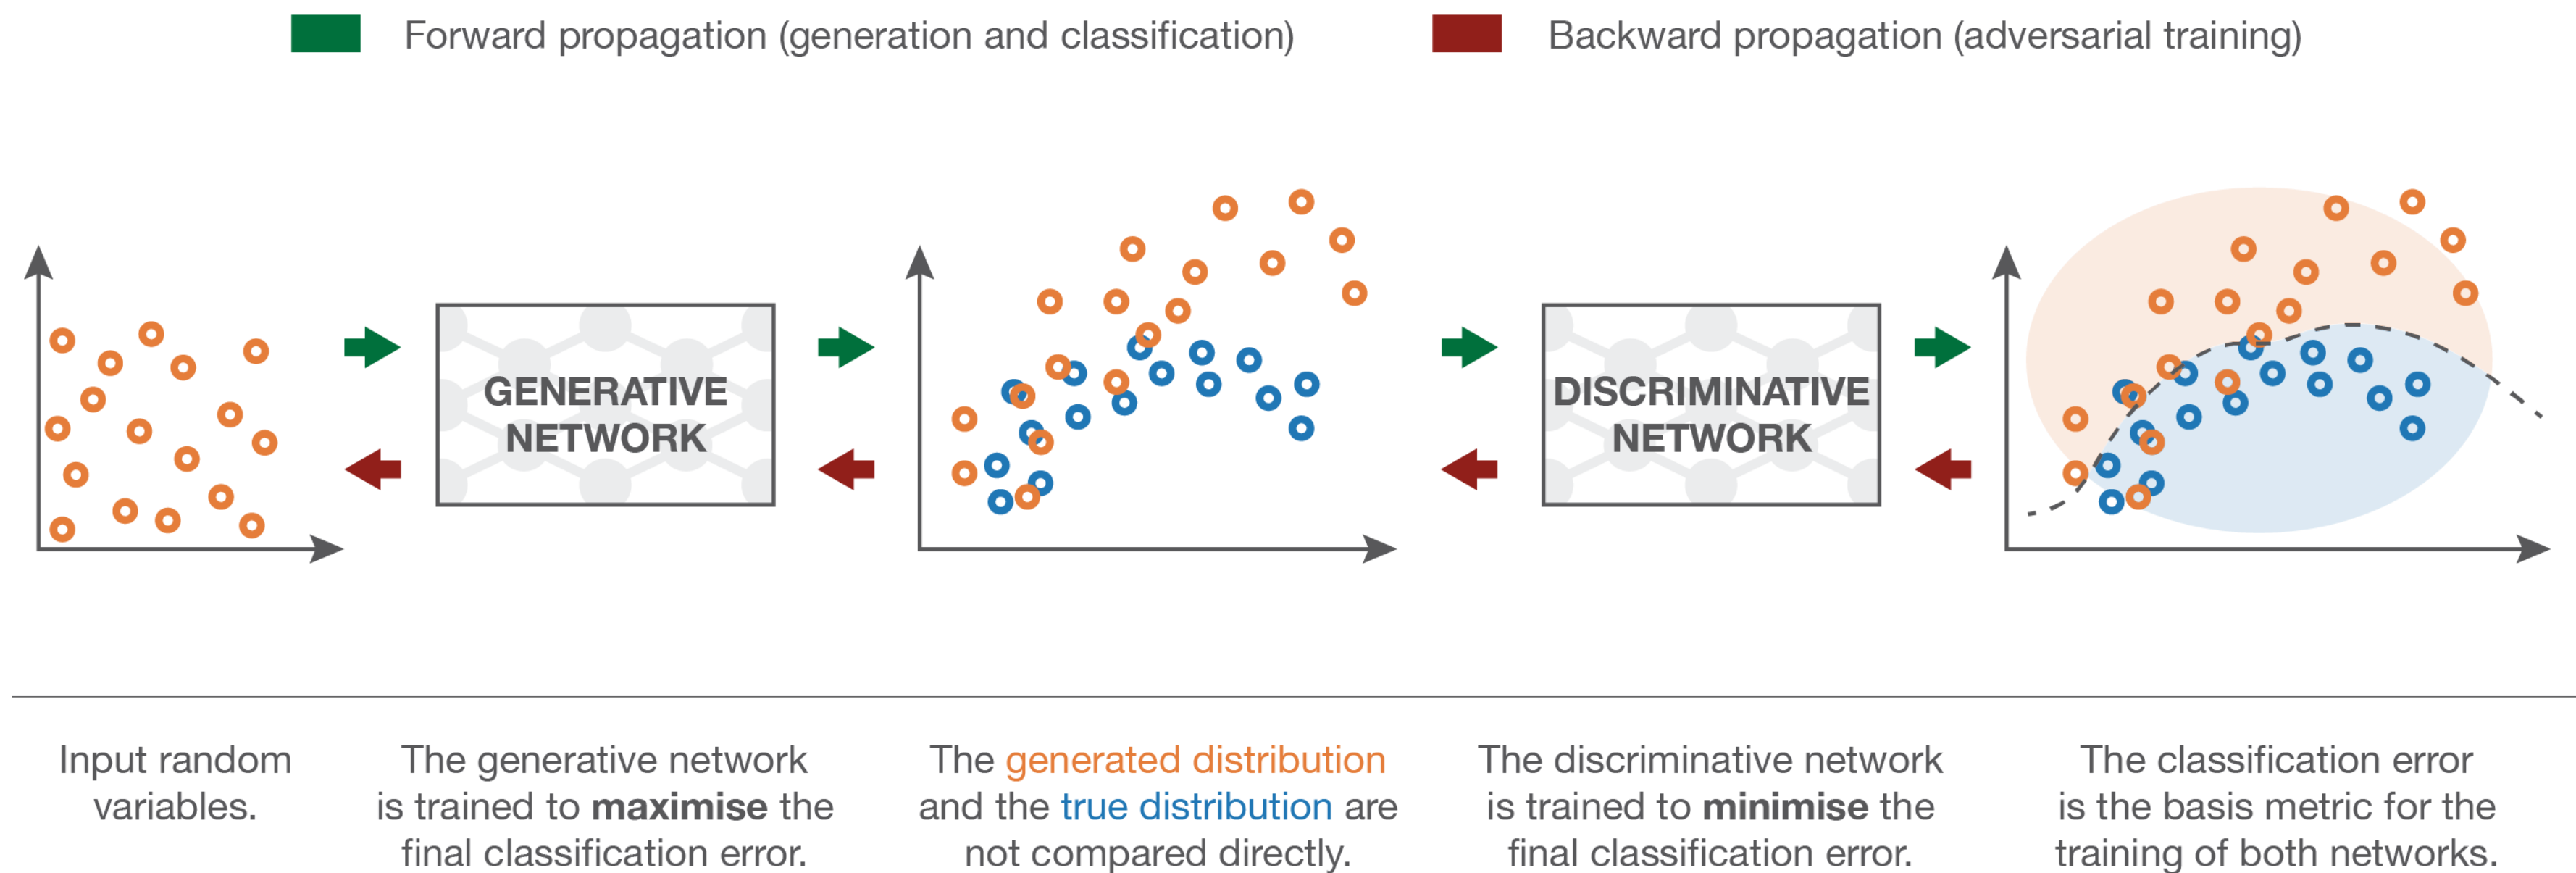 Forward propagation (generation and classification)
Backward propagation (adversarial training)
GENERATIVE
NETWORK
DISCRIMINATIVE
NETWORK
Input random
variables.
The generative network
is trained to maximise the
final classification error.
The generated distribution
and the true distribution are
not compared directly.
The discriminative network
is trained to minimise the
final classification error.
The classification error
is the basis metric for the
training of both networks.